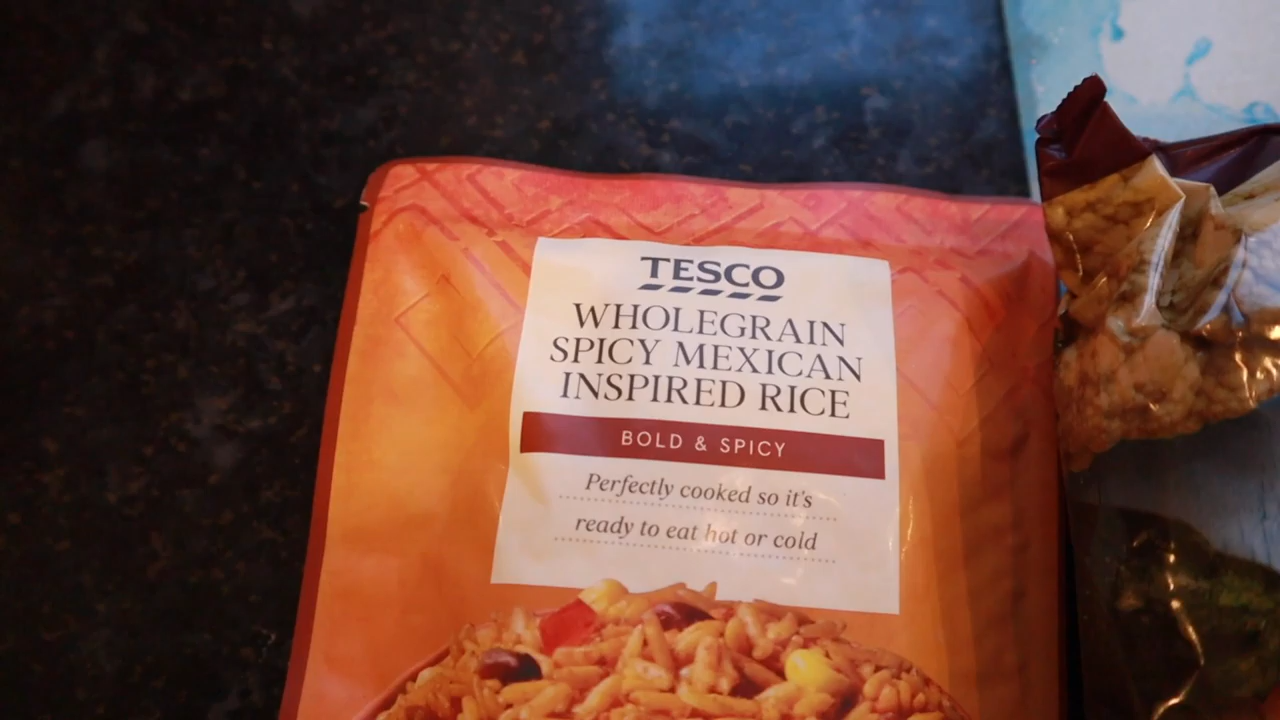 TESCO
WHOLEGRAIN
SPICY MEXICAN
INSPIRED RICE
BOLD & SPICY
Perfectly cooked so it's
ready to eat hot or cold